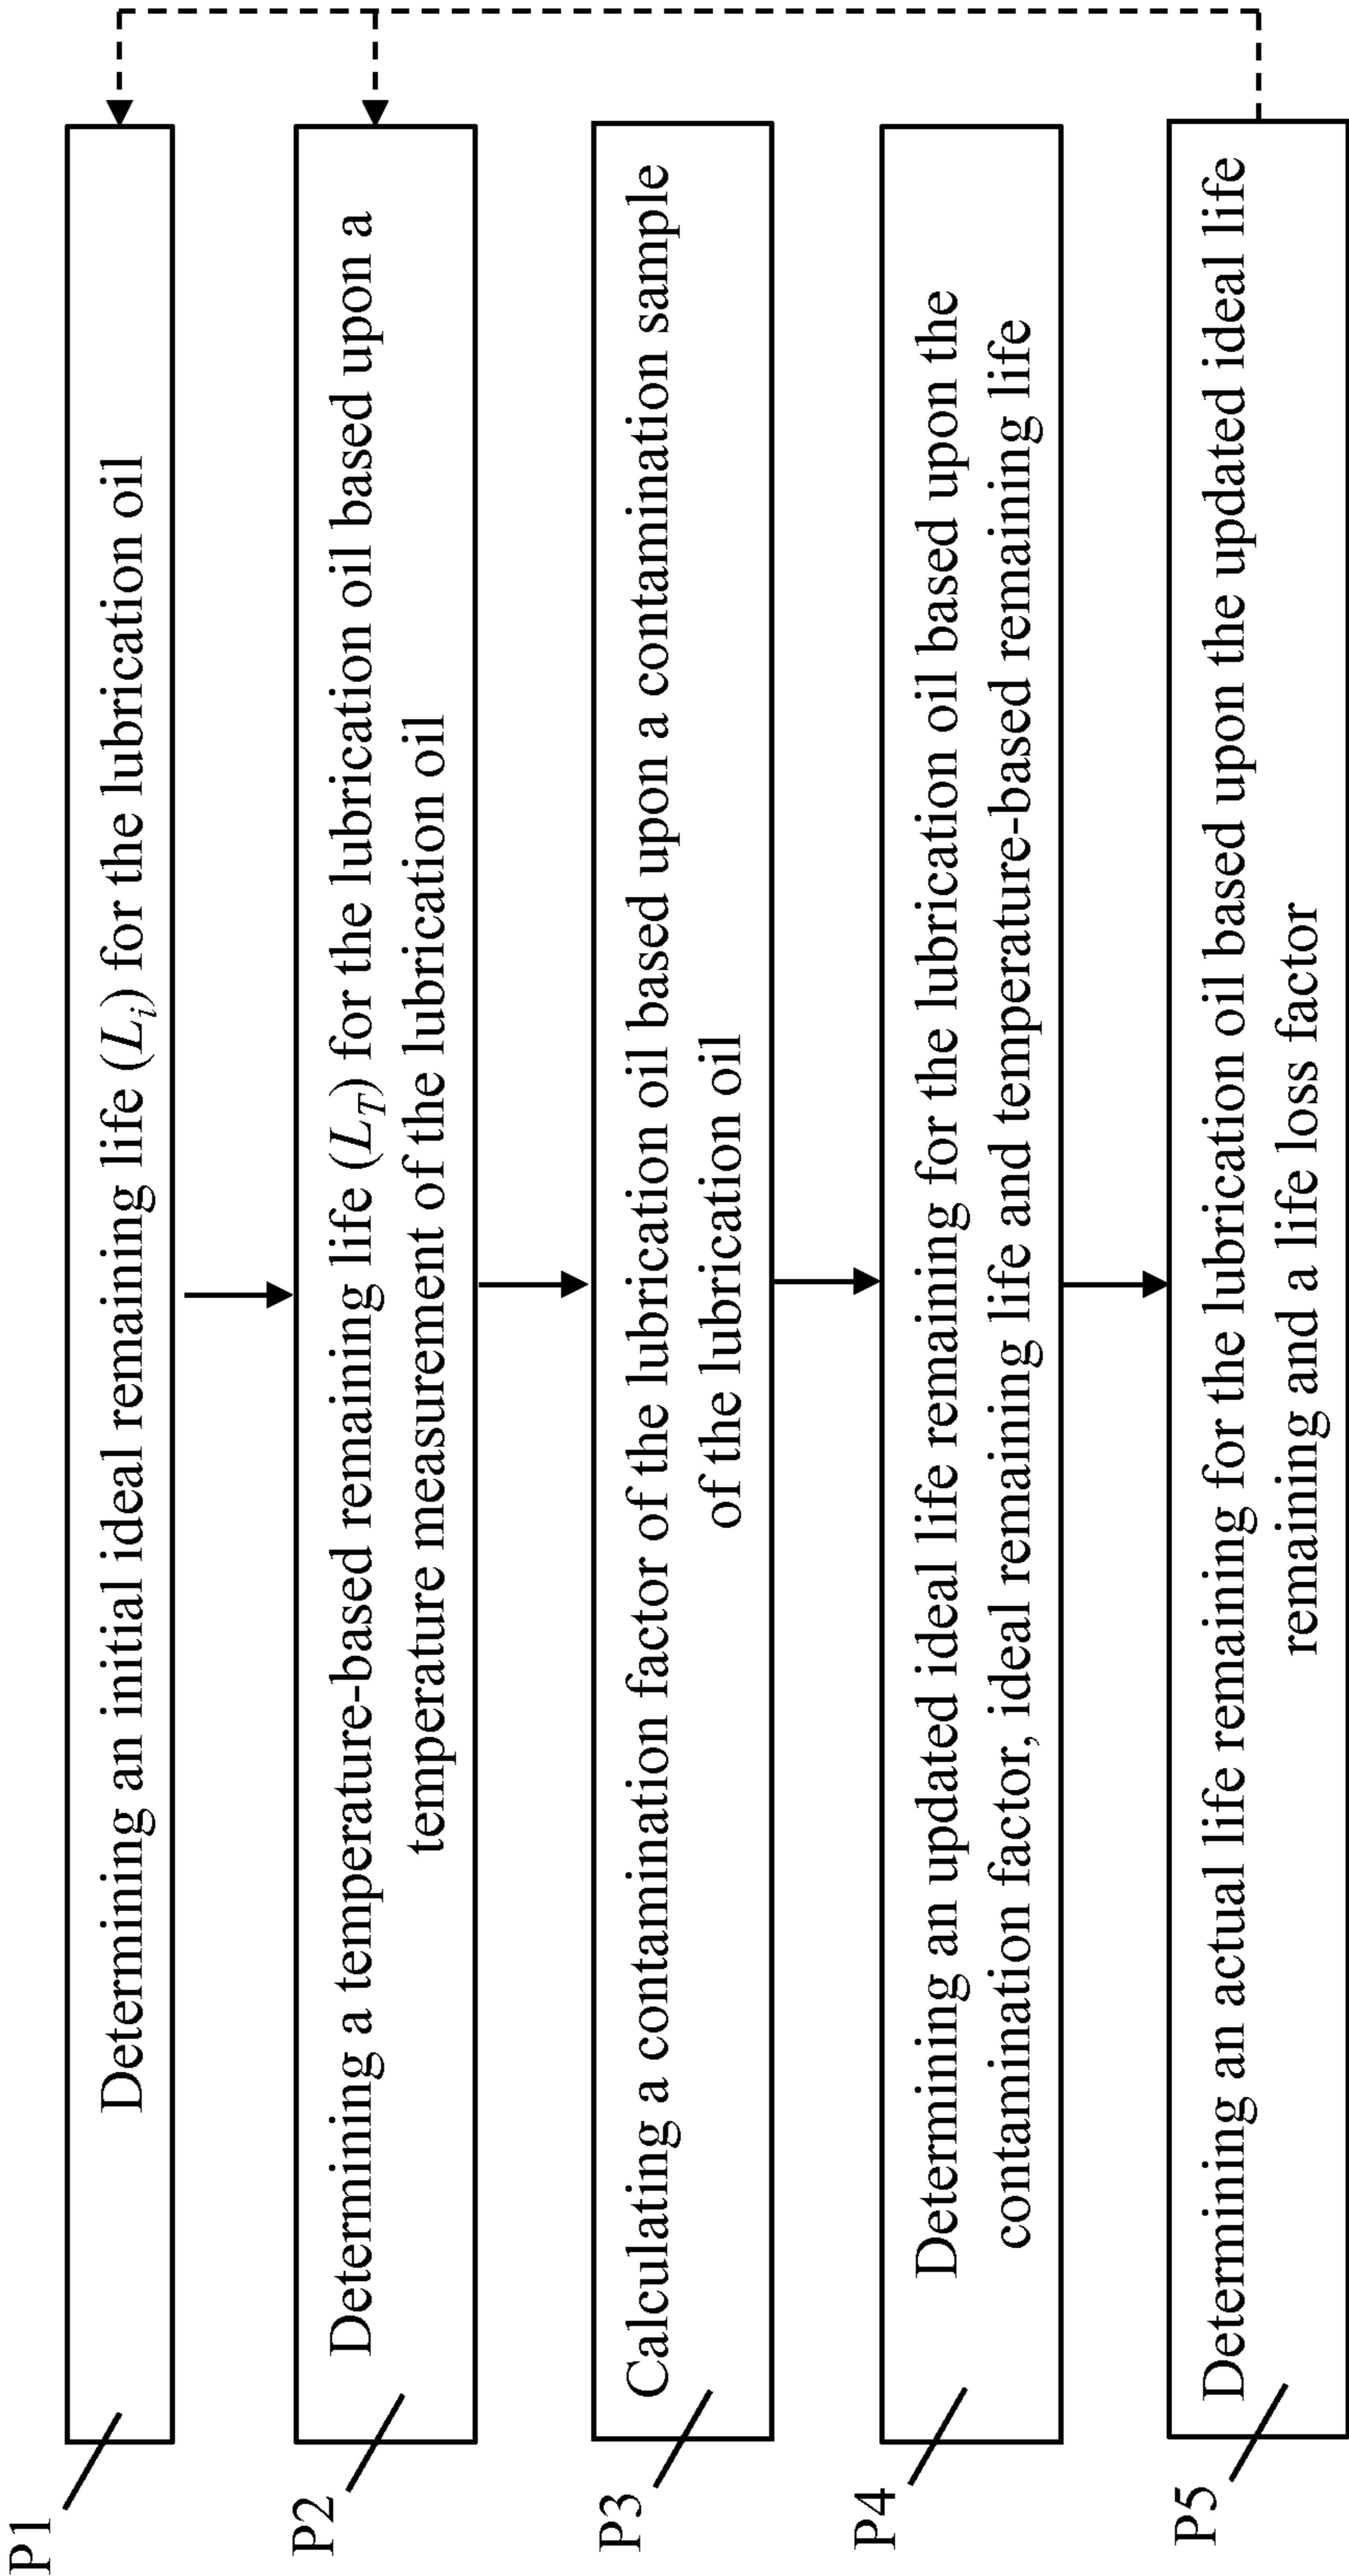 P1
Determining an initial ideal remaining life (Li) for the lubrication oil
P2
Determining a temperature-based remaining life (LT) for the lubrication oil based upon a
temperature measurement of the lubrication oil
P3
Calculating a contamination factor of the lubrication oil based upon a contamination sample
of the lubrication oil
P4
Determining an updated ideal life remaining for the lubrication oil based upon the
contamination factor, ideal remaining life and temperature-based remaining life
P5
Determining an actual life remaining for the lubrication oil based upon the updated ideal life
remaining and a life loss factor